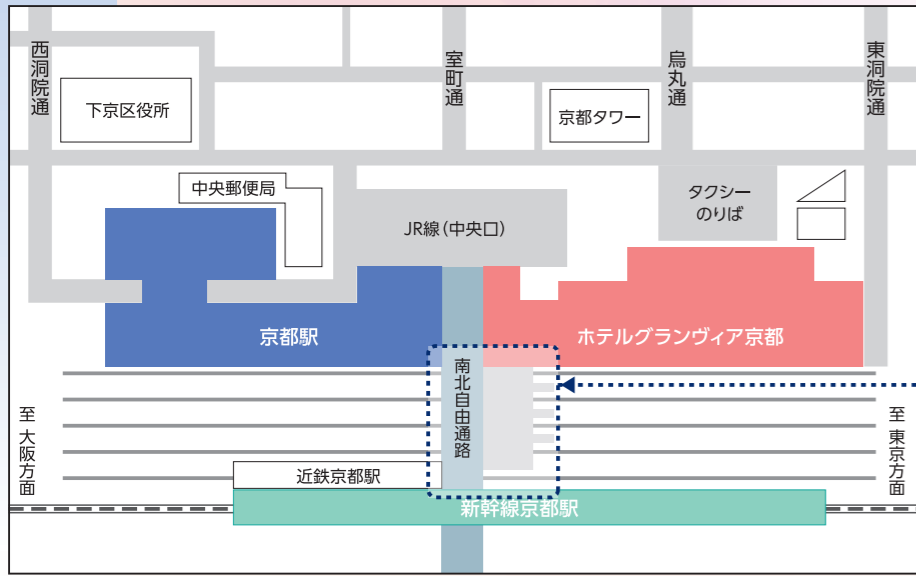 西洞院通
室町通
烏丸通
東洞院通
下京区役所
京都タワー
中央郵便局
タクシー
のりば
JR線(中央口)
京都駅
ホテルグランヴィア京都
南北自由通路
至 大阪方面
至 東京方面
近鉄京都駅
新幹線京都駅